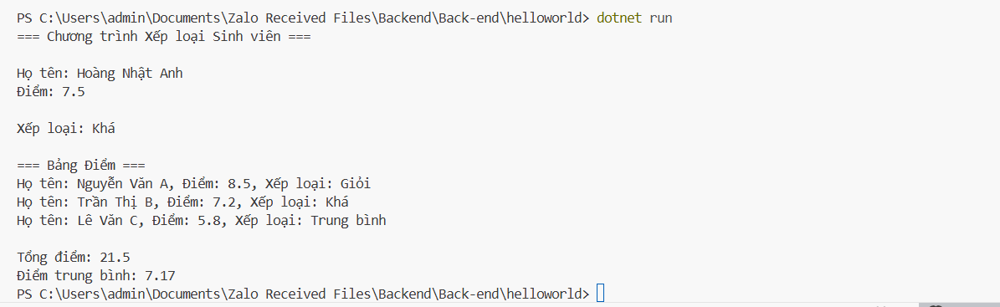 PS C:\Users\admin\Documents\Zalo Received Files\Backend\Back-end\helloworld> dotnet run
=== Chương trình Xếp loại Sinh viên ===
Họ tên: Hoàng Nhật Anh
Điểm: 7.5
Xếp loại: Khá
=== Bảng Điểm ===
Họ tên: Nguyễn Văn A, Điểm: 8.5, Xếp loại: Giỏi
Họ tên: Trần Thị B, Điểm: 7.2, Xếp loại: Khá
Họ tên: Lê Văn C, Điểm: 5.8, Xếp loại: Trung bình
Tổng điểm: 21.5
Điểm trung bình: 7.17
PS C:\Users\admin\Documents\Zalo Received Files\Backend\Back-end\helloworld>